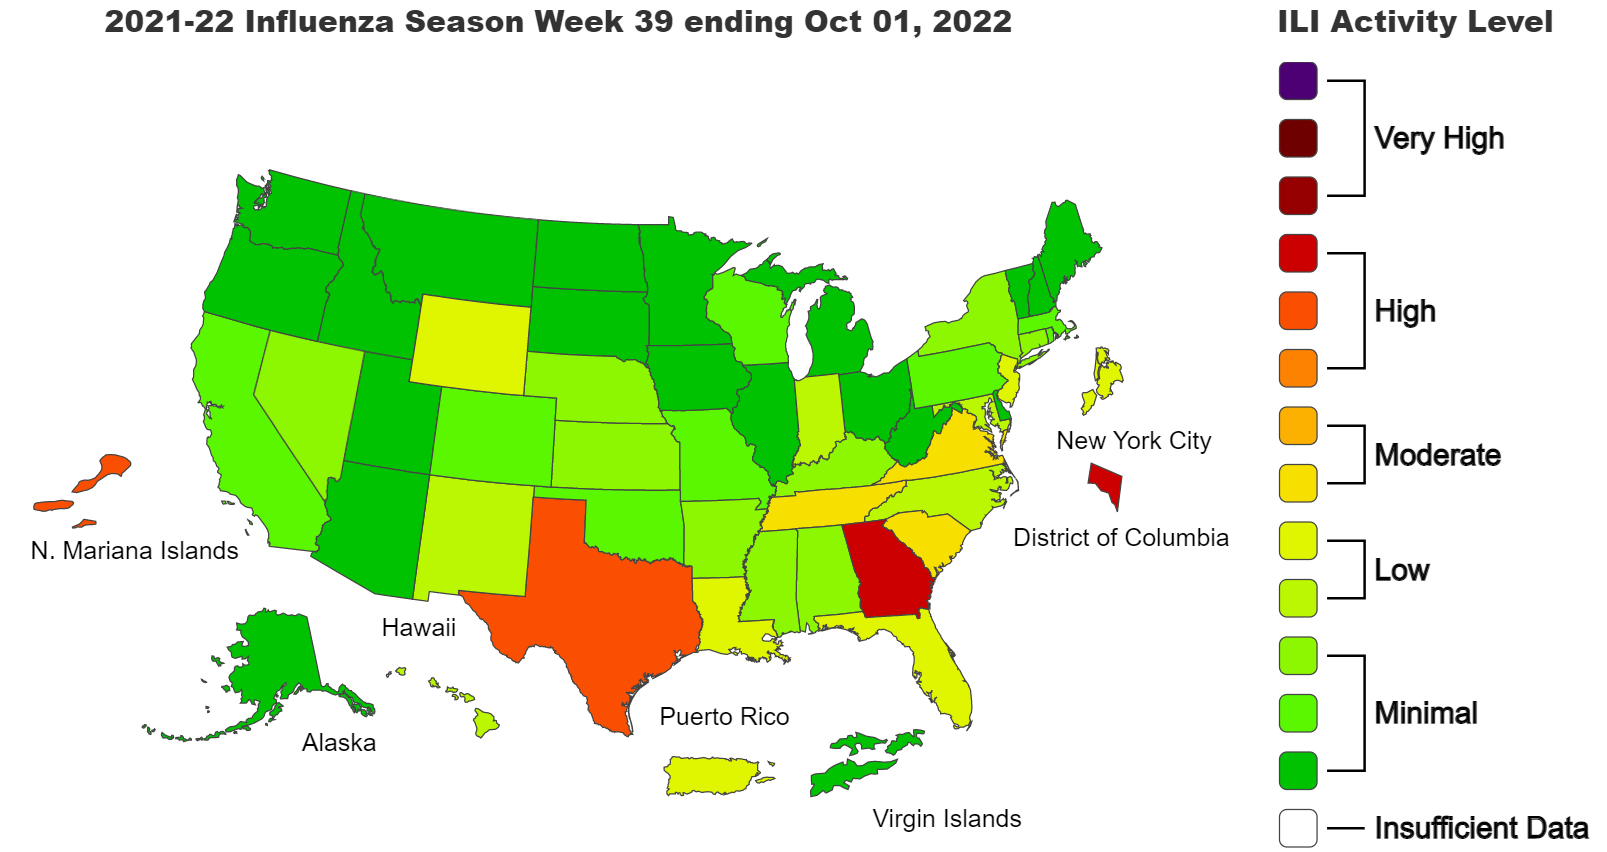 2021-22 Influenza Season Week 39 ending Oct 01, 2022
ILI Activity Level
Very High
High
Moderate
Low
Minimal
Insufficient Data
New York City
District of Columbia
N. Mariana Islands
Hawaii
Alaska
Puerto Rico
Virgin Islands